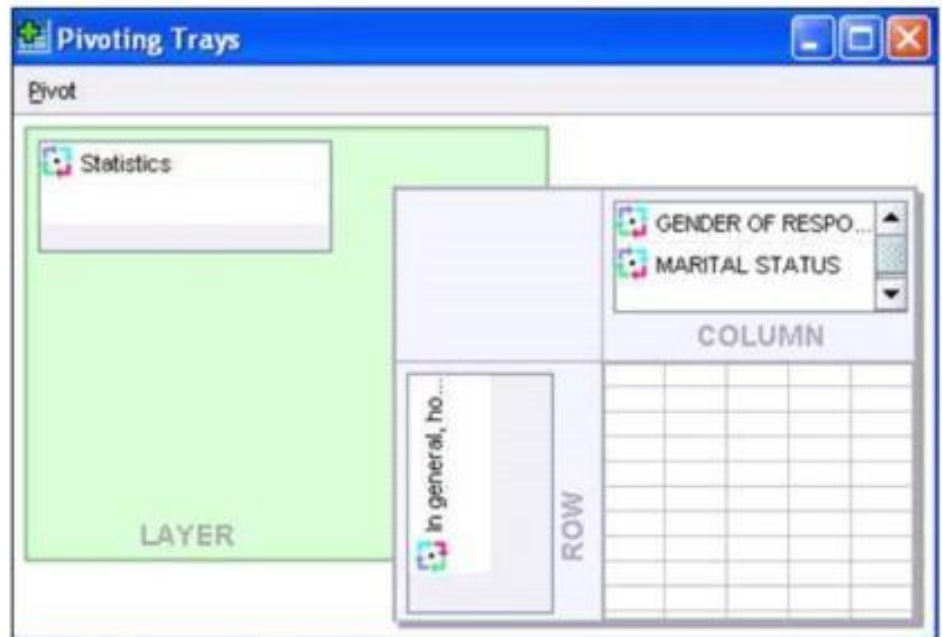 Pivoting Trays
Pivot
Statistics
GENDER OF RESPO...
MARITAL STATUS
COLUMN
In general, ho...
ROW
LAYER